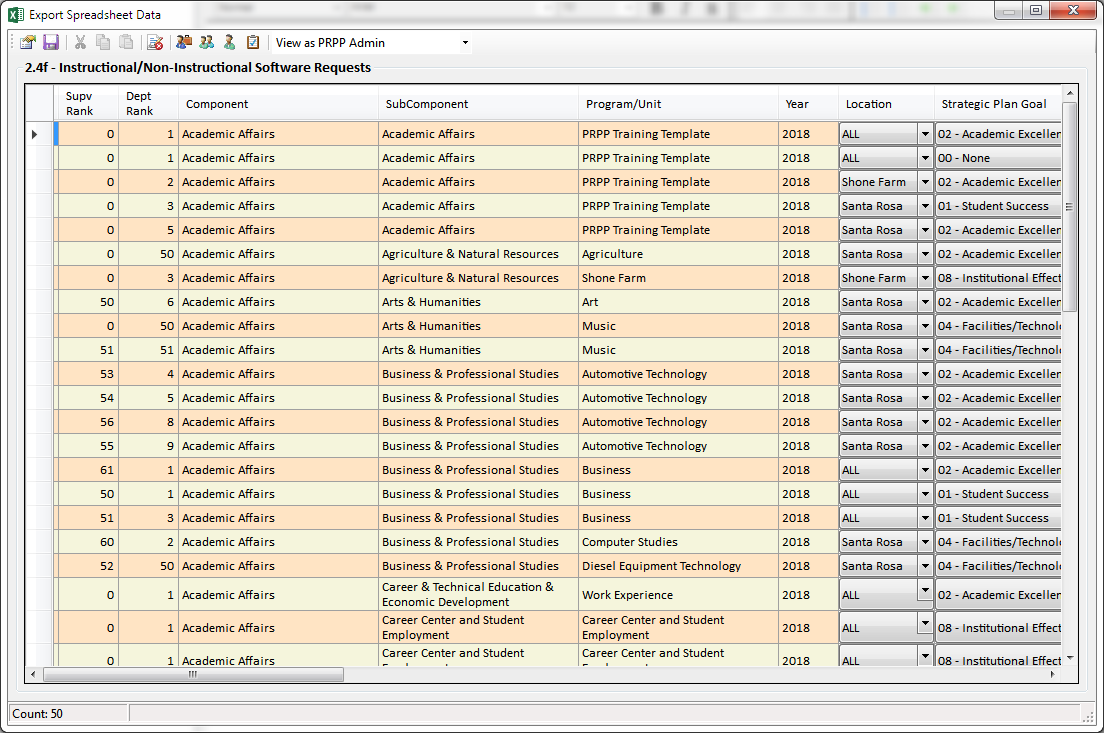 Export Spreadsheet Data
View as PRPP Admin
2.4f - Instructional/Non-Instructional Software Requests
Supv Rank Dept Rank Component SubComponent Program/Unit Year Location Strategic Plan Goal
0 1 Academic Affairs Academic Affairs PRPP Training Template 2018 ALL 02 - Academic Excellen
0 1 Academic Affairs Academic Affairs PRPP Training Template 2018 ALL 00 - None
0 2 Academic Affairs Academic Affairs PRPP Training Template 2018 Shone Farm 02 - Academic Excellen
0 3 Academic Affairs Academic Affairs PRPP Training Template 2018 Santa Rosa 01 - Student Success
0 5 Academic Affairs Academic Affairs PRPP Training Template 2018 Santa Rosa 02 - Academic Excellen
0 50 Academic Affairs Agriculture & Natural Resources Agriculture 2018 Santa Rosa 02 - Academic Excellen
0 3 Academic Affairs Agriculture & Natural Resources Shone Farm 2018 Shone Farm 08 - Institutional Effect
50 6 Academic Affairs Arts & Humanities Art 2018 Santa Rosa 02 - Academic Excellen
0 50 Academic Affairs Arts & Humanities Music 2018 Santa Rosa 04 - Facilities/Technolo
51 51 Academic Affairs Arts & Humanities Music 2018 Santa Rosa 04 - Facilities/Technolo
53 4 Academic Affairs Business & Professional Studies Automotive Technology 2018 Santa Rosa 02 - Academic Excellen
54 5 Academic Affairs Business & Professional Studies Automotive Technology 2018 Santa Rosa 02 - Academic Excellen
56 8 Academic Affairs Business & Professional Studies Automotive Technology 2018 Santa Rosa 02 - Academic Excellen
55 9 Academic Affairs Business & Professional Studies Automotive Technology 2018 Santa Rosa 02 - Academic Excellen
61 1 Academic Affairs Business & Professional Studies Business 2018 ALL 02 - Academic Excellen
50 1 Academic Affairs Business & Professional Studies Business 2018 ALL 01 - Student Success
51 3 Academic Affairs Business & Professional Studies Business 2018 ALL 01 - Student Success
60 2 Academic Affairs Business & Professional Studies Computer Studies 2018 Santa Rosa 04 - Facilities/Technolo
52 50 Academic Affairs Business & Professional Studies Diesel Equipment Technology 2018 Santa Rosa 04 - Facilities/Technolo
0 1 Academic Affairs Career & Technical Education & Economic Development Work Experience 2018 ALL 02 - Academic Excellen
0 1 Academic Affairs Career Center and Student Employment Career Center and Student Employment 2018 ALL 08 - Institutional Effect
0 1 Academic Affairs Career Center and Student Career Center and Student 2018 ALL 08 - Institutional Effect
Count: 50